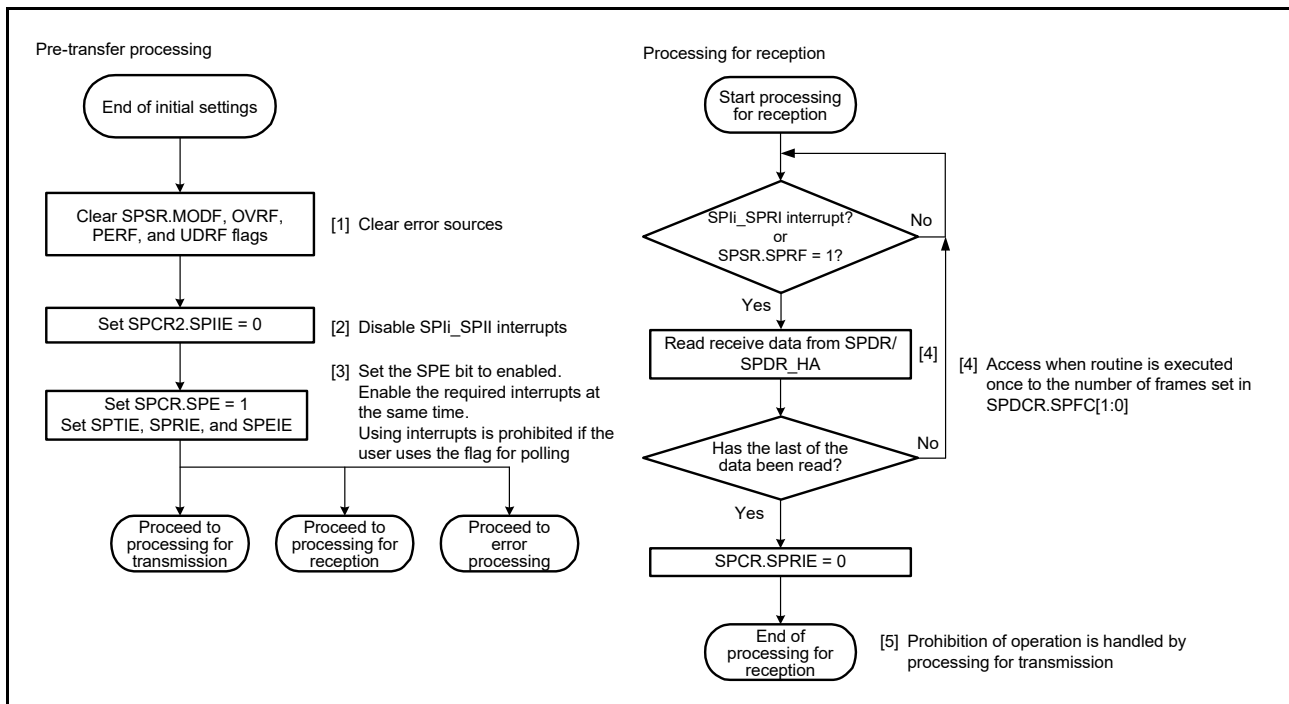 Pre-transfer processing
End of initial settings
Clear SPSR.MODF, OVRF,
PERF, and UDRF flags
[1] Clear error sources
Set SPCR2.SPIIE = 0
[2] Disable SPIi_SPII interrupts
Set SPCR.SPE = 1
Set SPTIE, SPRIE, and SPEIE
[3] Set the SPE bit to enabled.
Enable the required interrupts at
the same time.
Using interrupts is prohibited if the
user uses the flag for polling
Proceed to
processing for
transmission
Proceed to
processing for
reception
Proceed to
error
processing
Processing for reception
Start processing
for reception
SPIi_SPRI interrupt?
or
SPSR.SPRF = 1?
No
Yes
Read receive data from SPDR/
SPDR_HA
[4]
[4] Access when routine is executed
once to the number of frames set in
SPDCR.SPFC[1:0]
Has the last of the
data been read?
No
Yes
SPCR.SPRIE = 0
End of
processing for
reception
[5] Prohibition of operation is handled by
processing for transmission